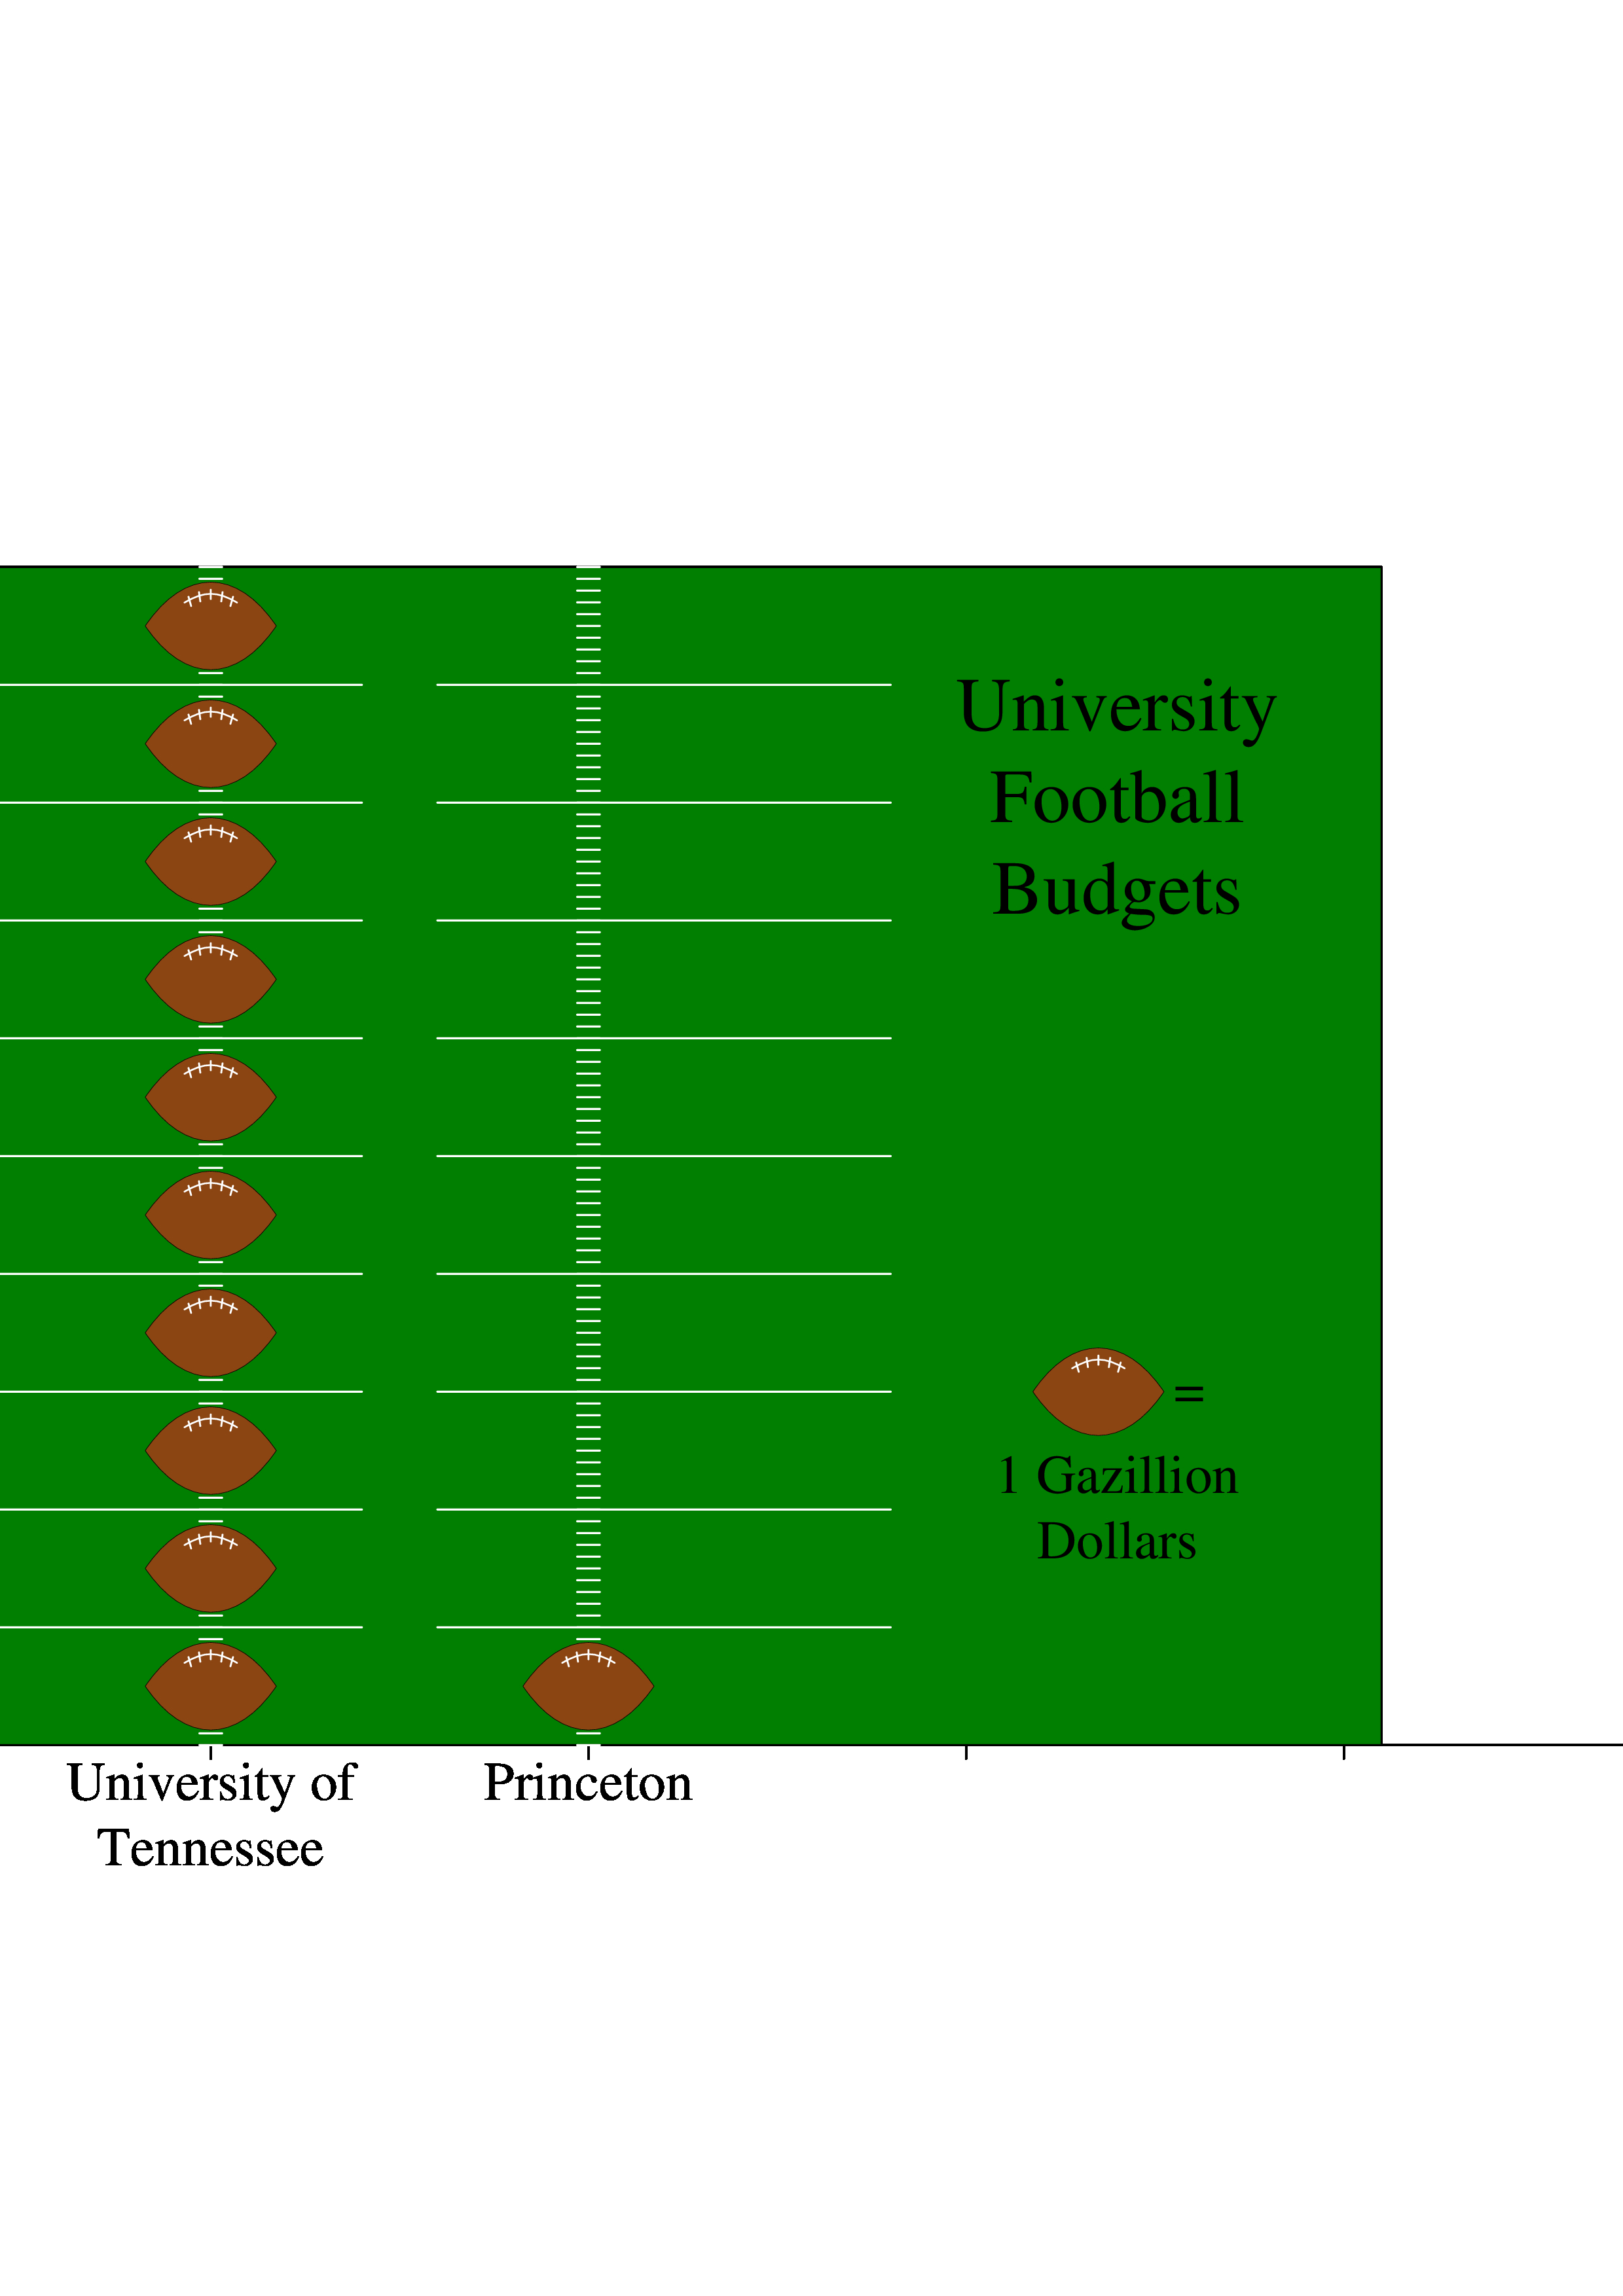 University
Football
Budgets
=
1 Gazillion
Dollars
University of
Tennessee
Princeton